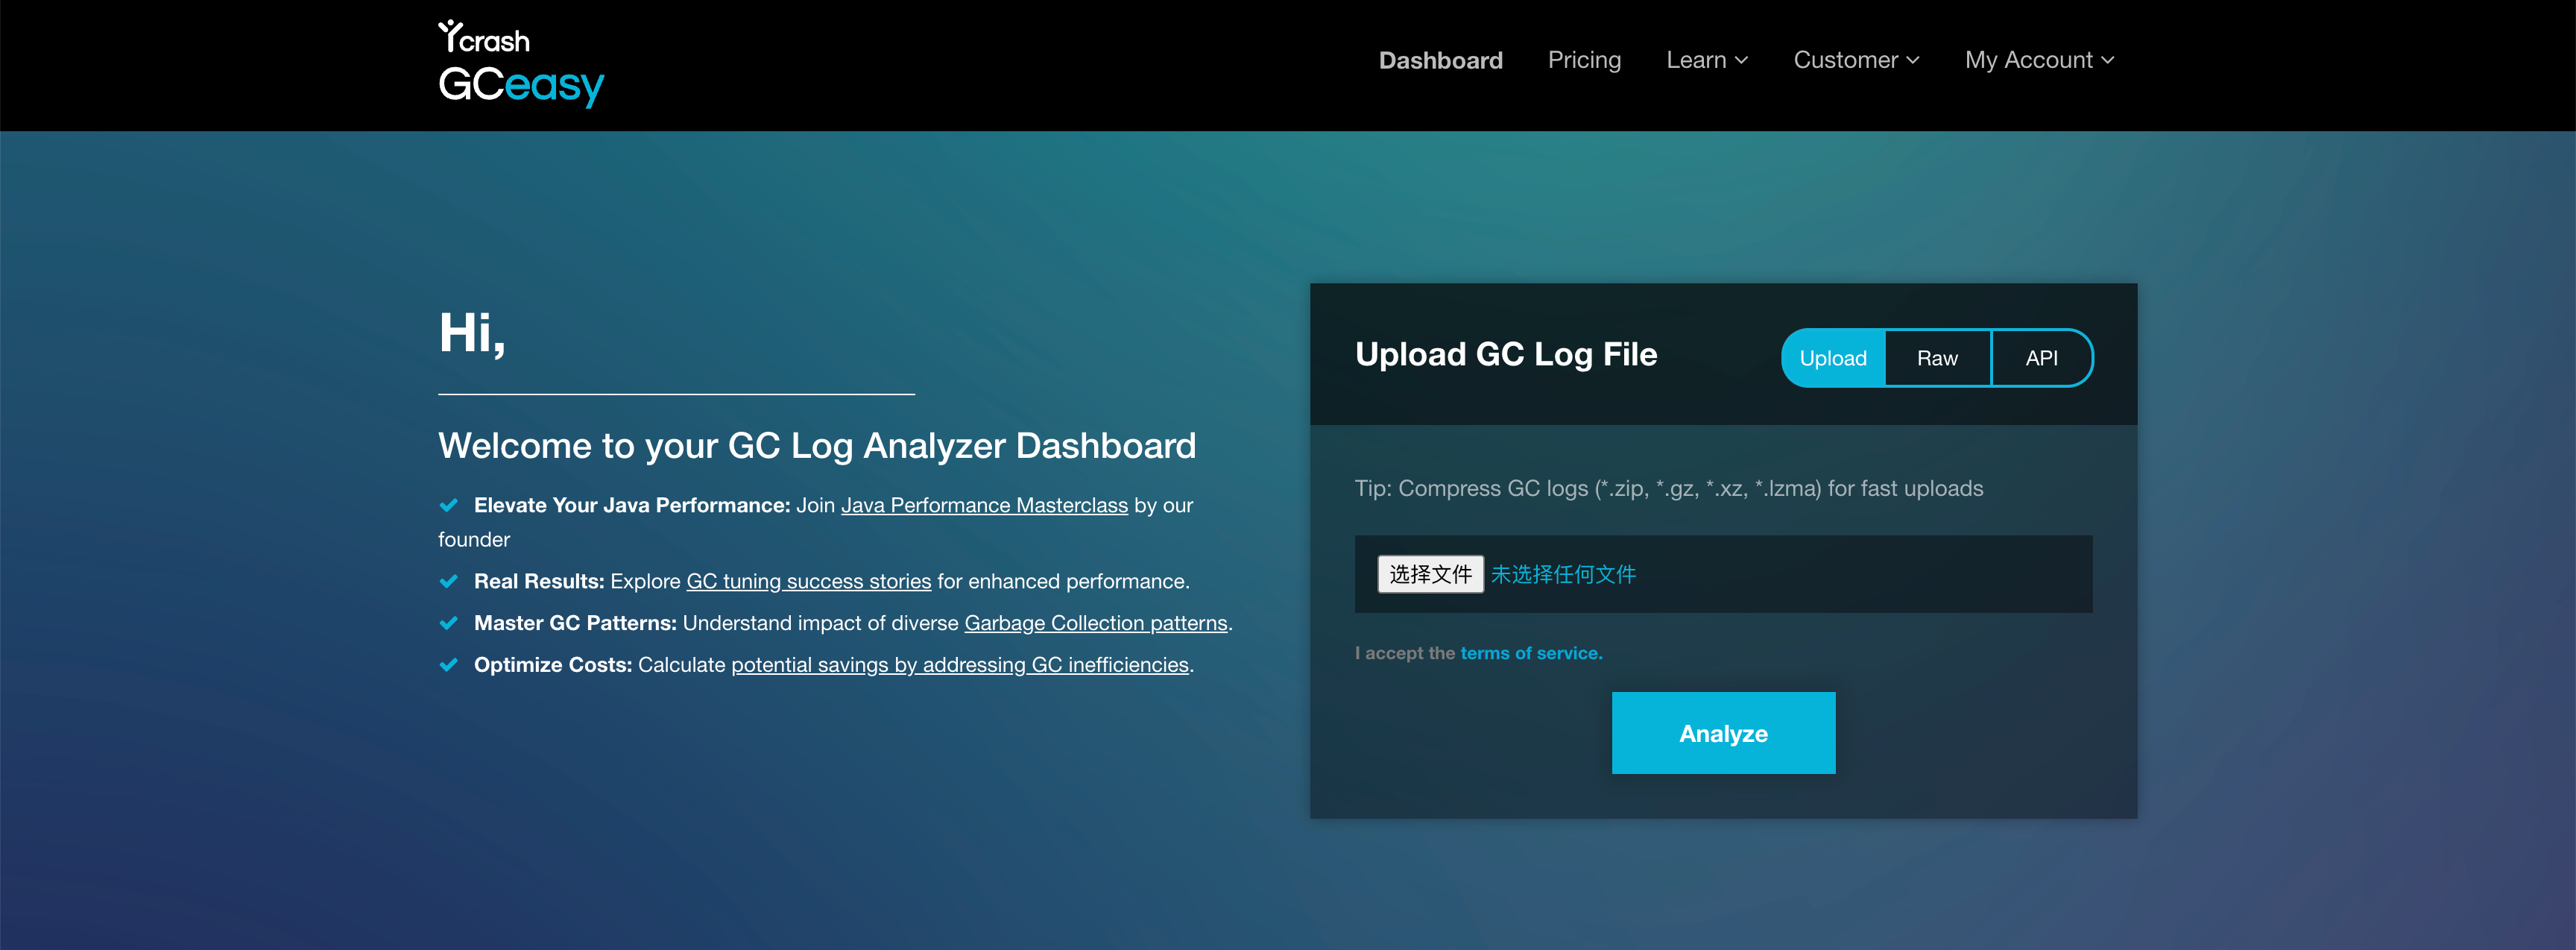 Ycrash
GCeasy
Dashboard Pricing Learn Customer My Account
Hi,
Welcome to your GC Log Analyzer Dashboard
Elevate Your Java Performance: Join Java Performance Masterclass by our
founder
Real Results: Explore GC tuning success stories for enhanced performance.
Master GC Patterns: Understand impact of diverse Garbage Collection patterns.
Optimize Costs: Calculate potential savings by addressing GC inefficiencies.
Upload GC Log File
Upload Raw API
Tip: Compress GC logs (*.zip, *.gz, *.xz, *.lzma) for fast uploads
选择文件 未选择任何文件
I accept the terms of service.
Analyze